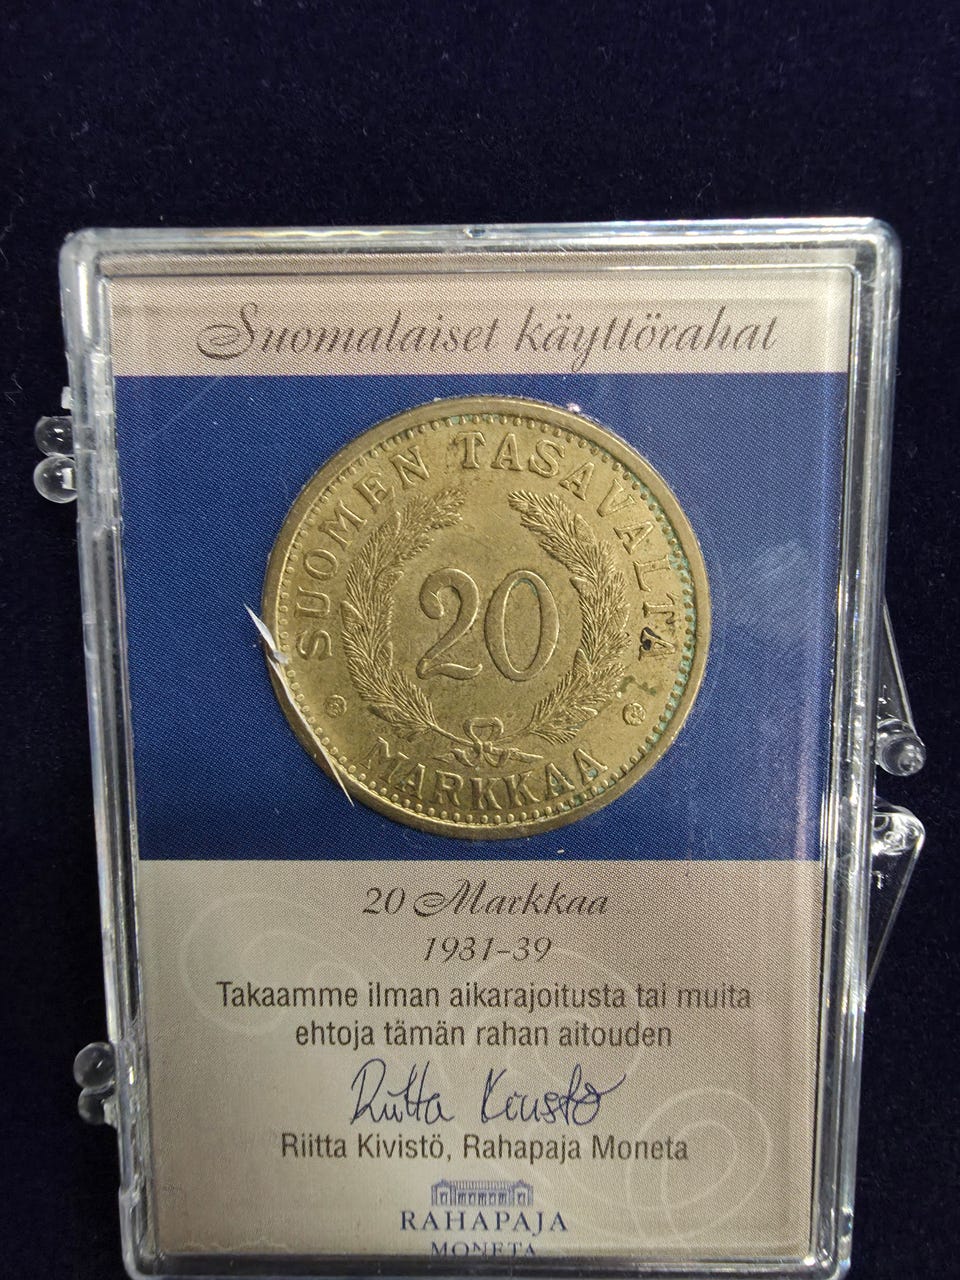 Suomalaiset käyttörahat
SUOMEN TASAVALTA
20
MARKKAA
20 Markkaa
1931-39
Takaamme ilman aikarajoitusta tai muita
ehtoja tämän rahan aitouden
Riitta Kivistö
Riitta Kivistö, Rahapaja Moneta
RAHAPAJA
MONETA